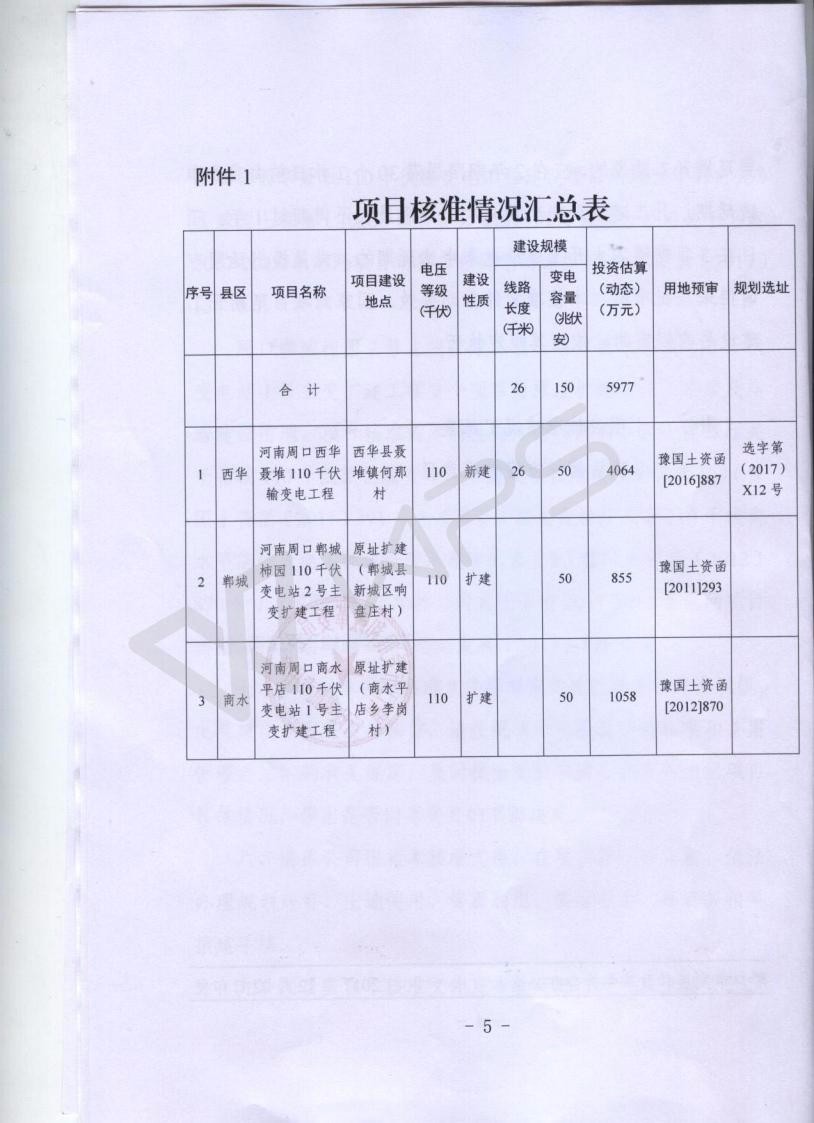 附件 1
项目核准情况汇总表
序号 县区 项目名称 项目建设地点 电压等级(千伏) 建设性质 建设规模 线路长度(千米) 变电容量(兆伏安) 投资估算(动态)(万元) 用地预审 规划选址
合 计 26 150 5977
1 西华 河南周口西华聂堆 110 千伏输变电工程 西华县聂堆镇何那村 110 新建 26 50 4064 豫国土资函[2016]887 选字第(2017)X12 号
2 郸城 河南周口郸城柿园 110 千伏变电站 2 号主变扩建工程 原址扩建(郸城县新城区响盘庄村) 110 扩建 50 855 豫国土资函[2011]293
3 商水 河南周口商水平店 110 千伏变电站 1 号主变扩建工程 原址扩建(商水平店乡李岗村) 110 扩建 50 1058 豫国土资函[2012]870
WPS
- 5 -